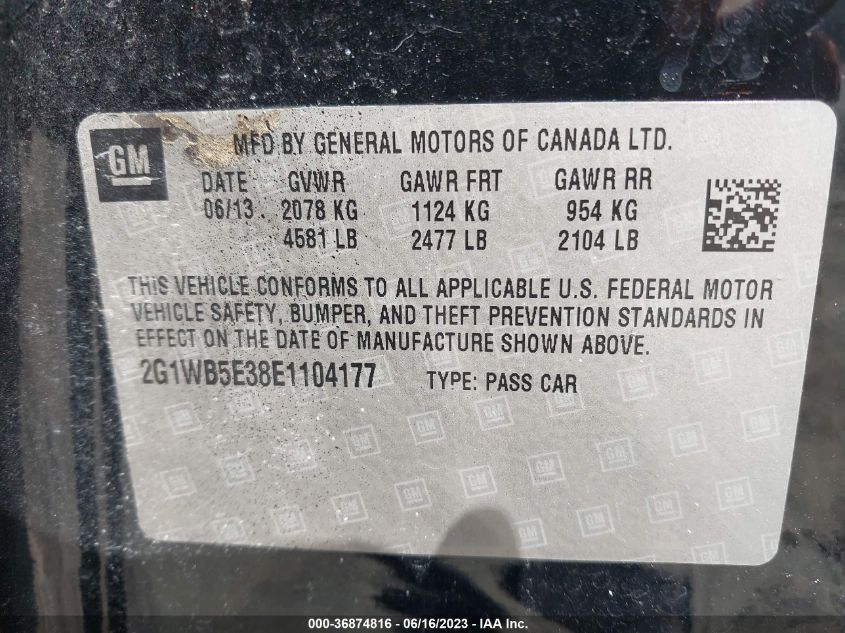 GM
MFD BY GENERAL MOTORS OF CANADA LTD.
DATE GVWR GAWR FRT GAWR RR
06/13 2078 KG 1124 KG 954 KG
4581 LB 2477 LB 2104 LB
THIS VEHICLE CONFORMS TO ALL APPLICABLE U.S. FEDERAL MOTOR
VEHICLE SAFETY, BUMPER, AND THEFT PREVENTION STANDARDS IN
EFFECT ON THE DATE OF MANUFACTURE SHOWN ABOVE.
2G1WB5E38E1104177 TYPE: PASS CAR
000-36874816 - 06/16/2023 - IAAI Inc.